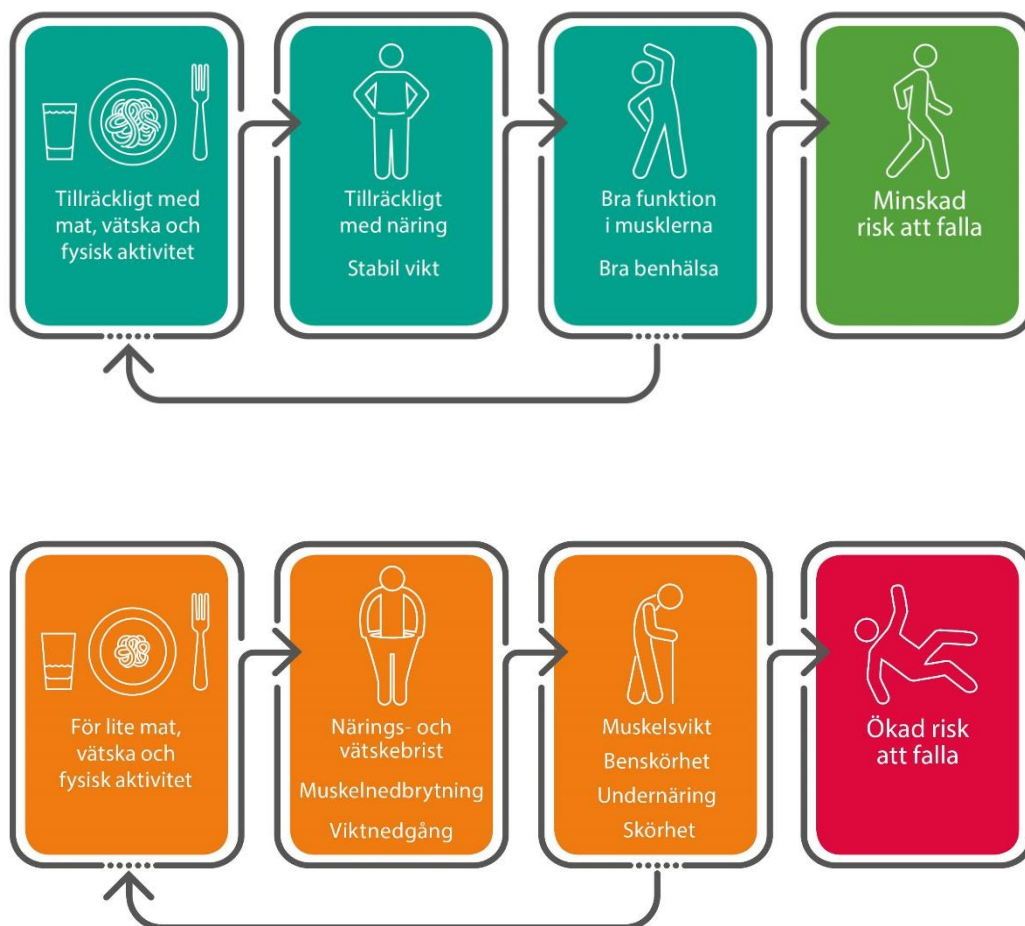 Tillräckligt med
mat, vätska och
fysisk aktivitet
Tillräckligt
med näring
Stabil vikt
Bra funktion
i musklerna
Bra benhälsa
Minskad
risk att falla
För lite mat,
vätska och
fysisk aktivitet
Närings- och
vätskebrist
Muskelnedbrytning
Viktnedgång
Muskelsvikt
Benskörhet
Undernäring
Skörhet
Ökad risk
att falla